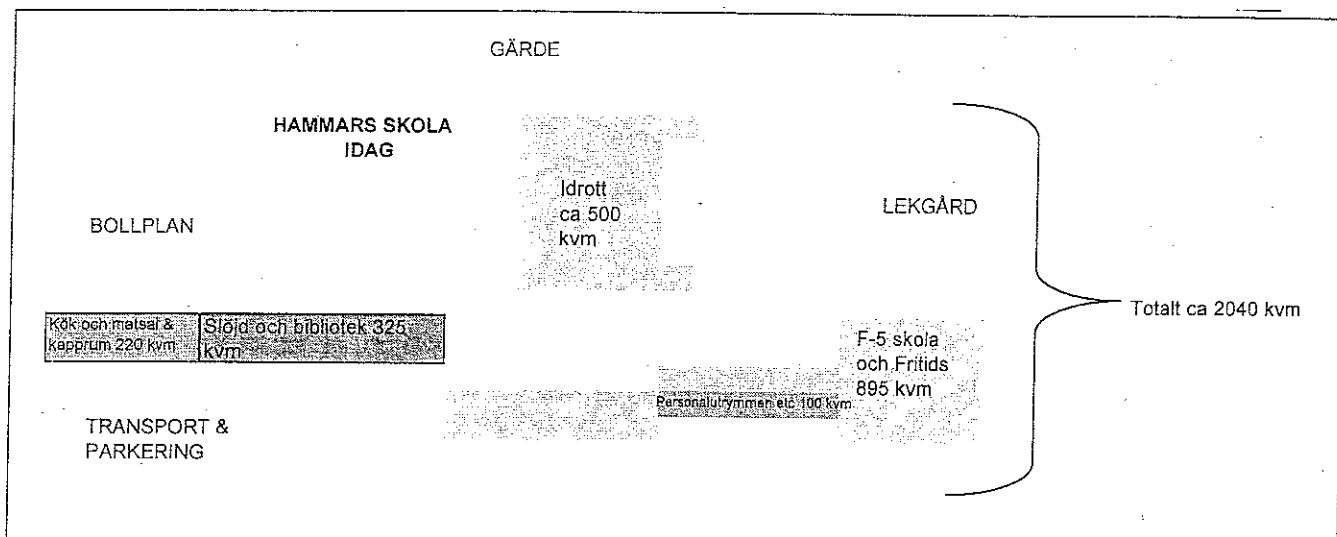 GÄRDE
HAMMARS SKOLA
IDAG
Idrott
ca 500
kvm
LEKGÅRD
BOLLPLAN
Totalt ca 2040 kvm
Kök och matsal &
kapprum 220 kvm
Slöjd och bibliotek 325
kvm
F-5 skola
och Fritids
895 kvm
Personalutrymmen etc 100 kvm
TRANSPORT &
PARKERING